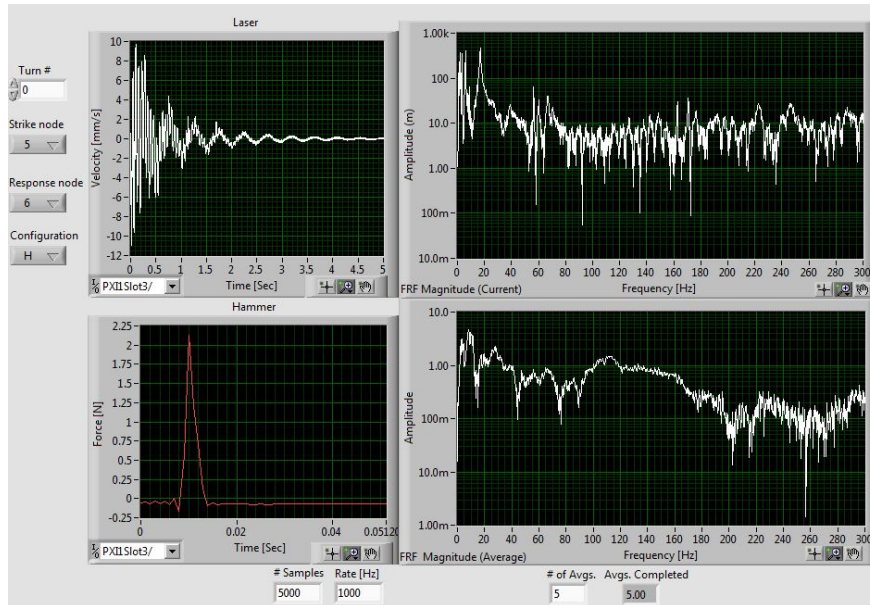 Laser
Turn #
0
Strike node
5
Response node
6
Configuration
H
Velocity [mm/s]
10
8
6
4
2
0
-2
-4
-6
-8
-10
-12
0 0.5 1 1.5 2 2.5 3 3.5 4 4.5 5
Time [Sec]
PXI1Slot3/
Amplitude (m)
1.00k
100
10.0
1.00
100m
10.0m
0 20 40 60 80 100 120 140 160 180 200 220 240 260 280 300
FRF Magnitude (Current)
Frequency [Hz]
Hammer
Force [N]
2.25
2
1.75
1.5
1.25
1
0.75
0.5
0.25
0
-0.25
0 0.02 0.04 0.05120
Time [Sec]
PXI1Slot3/
Amplitude
10.0
1.00
100m
10.0m
1.00m
0 20 40 60 80 100 120 140 160 180 200 220 240 260 280 300
FRF Magnitude (Average)
Frequency [Hz]
# Samples
5000
Rate [Hz]
1000
# of Avgs.
5
Avgs. Completed
5.00